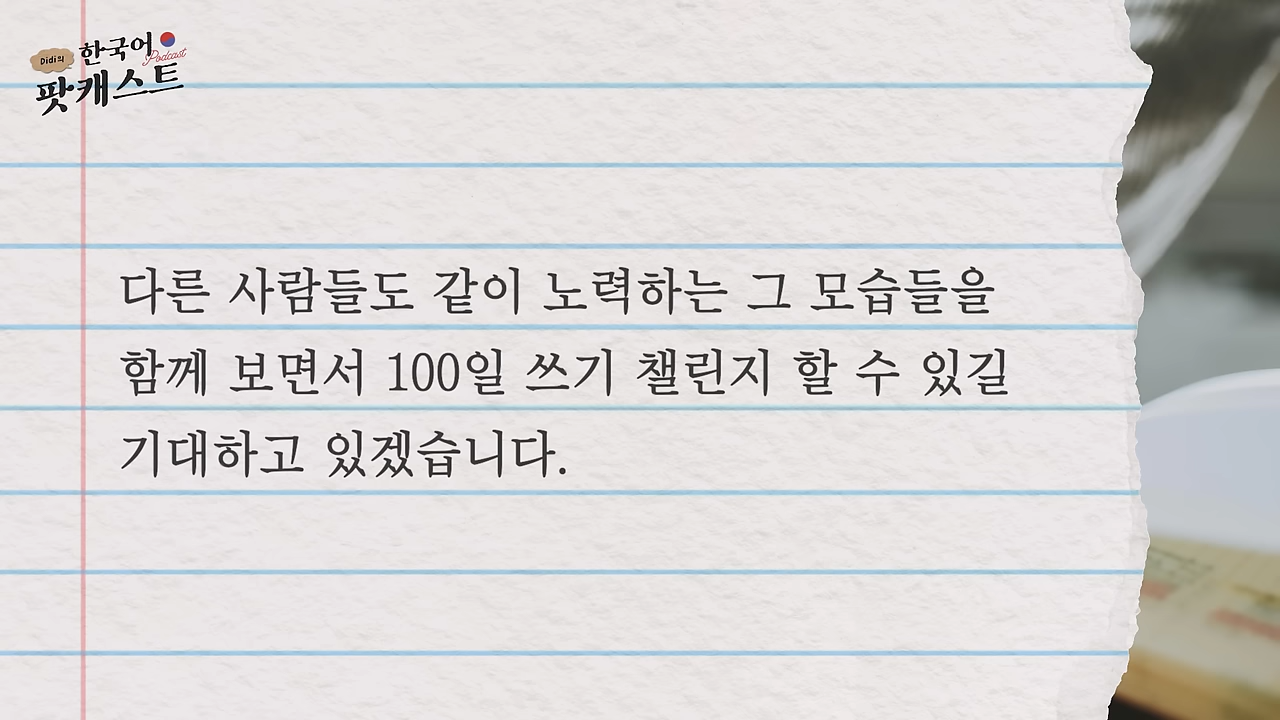 Didi의 한국어
Podcast
팟캐스트
다른 사람들도 같이 노력하는 그 모습들을
함께 보면서 100일 쓰기 챌린지 할 수 있길
기대하고 있겠습니다.